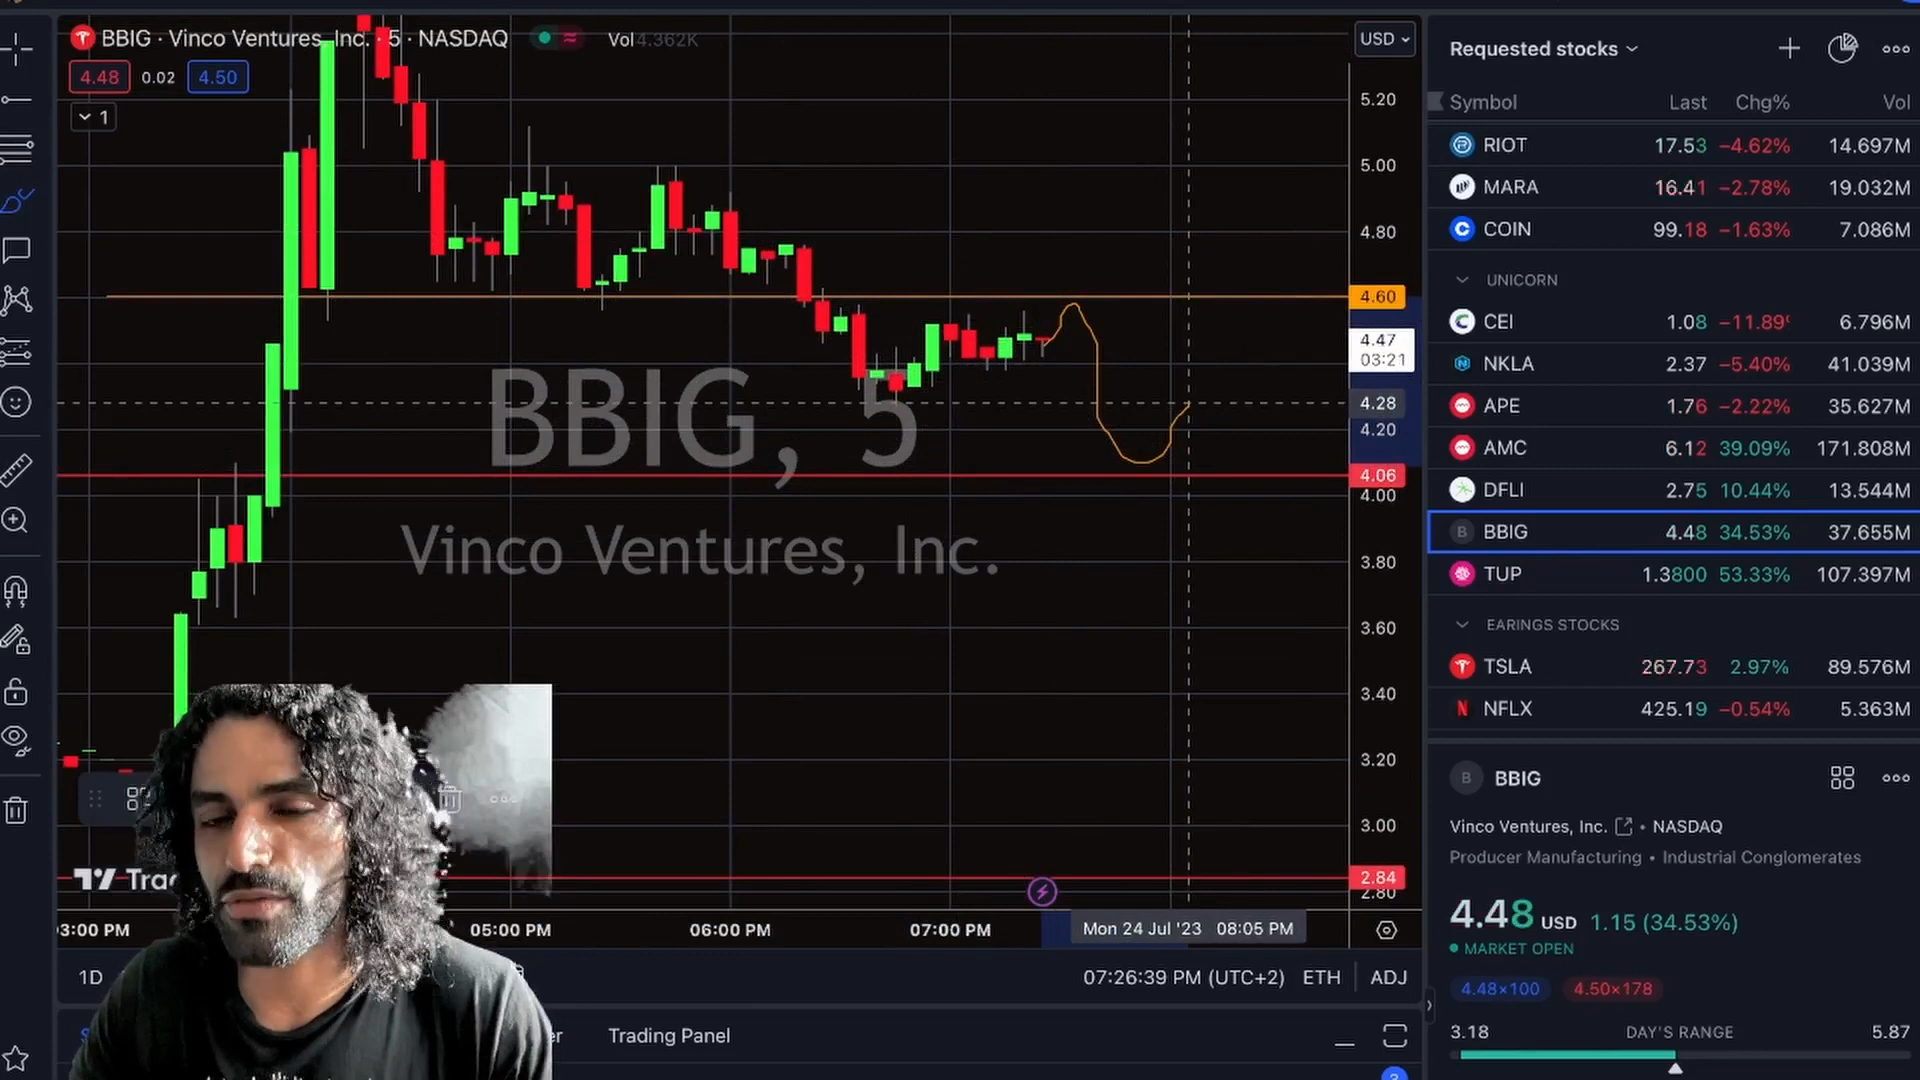 BBIG · Vinco Ventures, Inc. · 5 · NASDAQ
Vol 4.362K
4.48 0.02 4.50
1
USD
5.20
5.00
4.80
4.60
4.47
03:21
4.28
4.20
4.06
4.00
3.80
3.60
3.40
3.20
3.00
2.84
2.80
BBIG, 5
Vinco Ventures, Inc.
03:00 PM 05:00 PM 06:00 PM 07:00 PM Mon 24 Jul '23 08:05 PM
1D 07:26:39 PM (UTC+2) ETH ADJ
Trading Panel
Requested stocks
Symbol Last Chg% Vol
RIOT 17.53 −4.62% 14.697M
MARA 16.41 −2.78% 19.032M
COIN 99.18 −1.63% 7.086M
UNICORN
CEI 1.08 −11.89 6.796M
NKLA 2.37 −5.40% 41.039M
APE 1.76 −2.22% 35.627M
AMC 6.12 39.09% 171.808M
DFLI 2.75 10.44% 13.544M
B BBIG 4.48 34.53% 37.655M
TUP 1.3800 53.33% 107.397M
EARINGS STOCKS
TSLA 267.73 2.97% 89.576M
NFLX 425.19 −0.54% 5.363M
B BBIG
Vinco Ventures, Inc. • NASDAQ
Producer Manufacturing • Industrial Conglomerates
4.48 USD 1.15 (34.53%)
MARKET OPEN
4.48×100 4.50×178
3.18 DAY'S RANGE 5.87